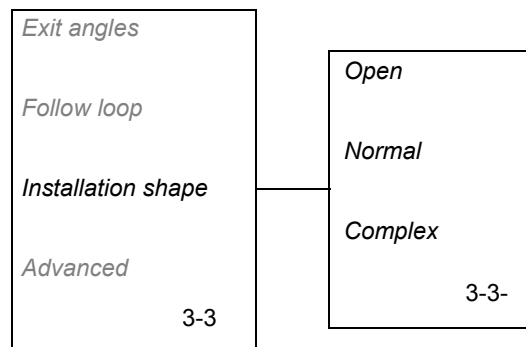 Exit angles
Follow loop
Installation shape
Advanced
3-3
Open
Normal
Complex
3-3-